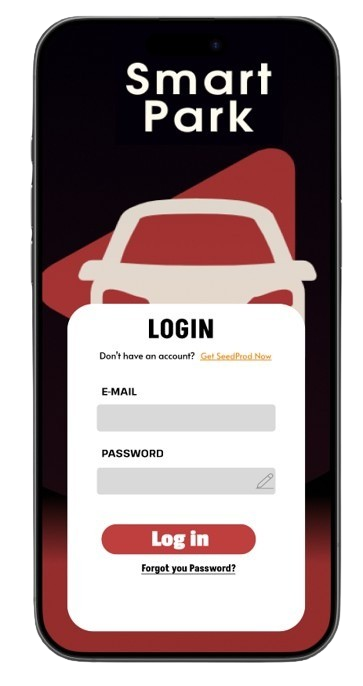 Smart
Park
LOGIN
Don't have an account? Get SeedProd Now
E-MAIL
PASSWORD
Log in
Forgot you Password?